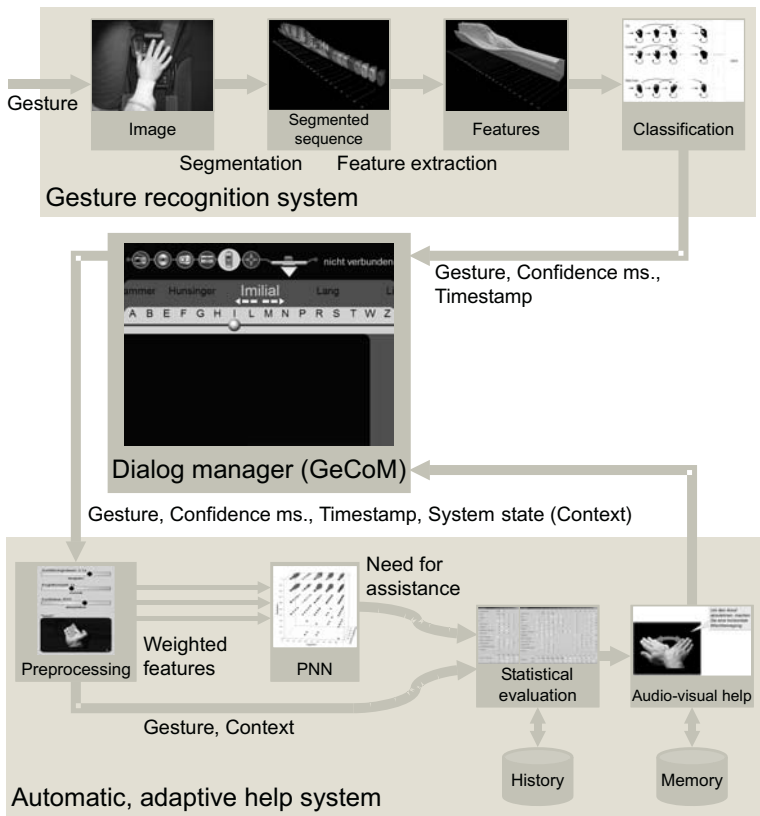 Gesture
Image
Segmented
sequence
Features
Classification
Segmentation
Feature extraction
Gesture recognition system
nicht verbunden
ammer Hunsinger Imilial Lang Li
A B E F G H I L M N P R S T W Z
Gesture, Confidence ms.,
Timestamp
Dialog manager (GeCoM)
Gesture, Confidence ms., Timestamp, System state (Context)
Need for
assistance
Weighted
features
Preprocessing
PNN
Statistical
evaluation
Audio-visual help
Gesture, Context
History
Memory
Automatic, adaptive help system